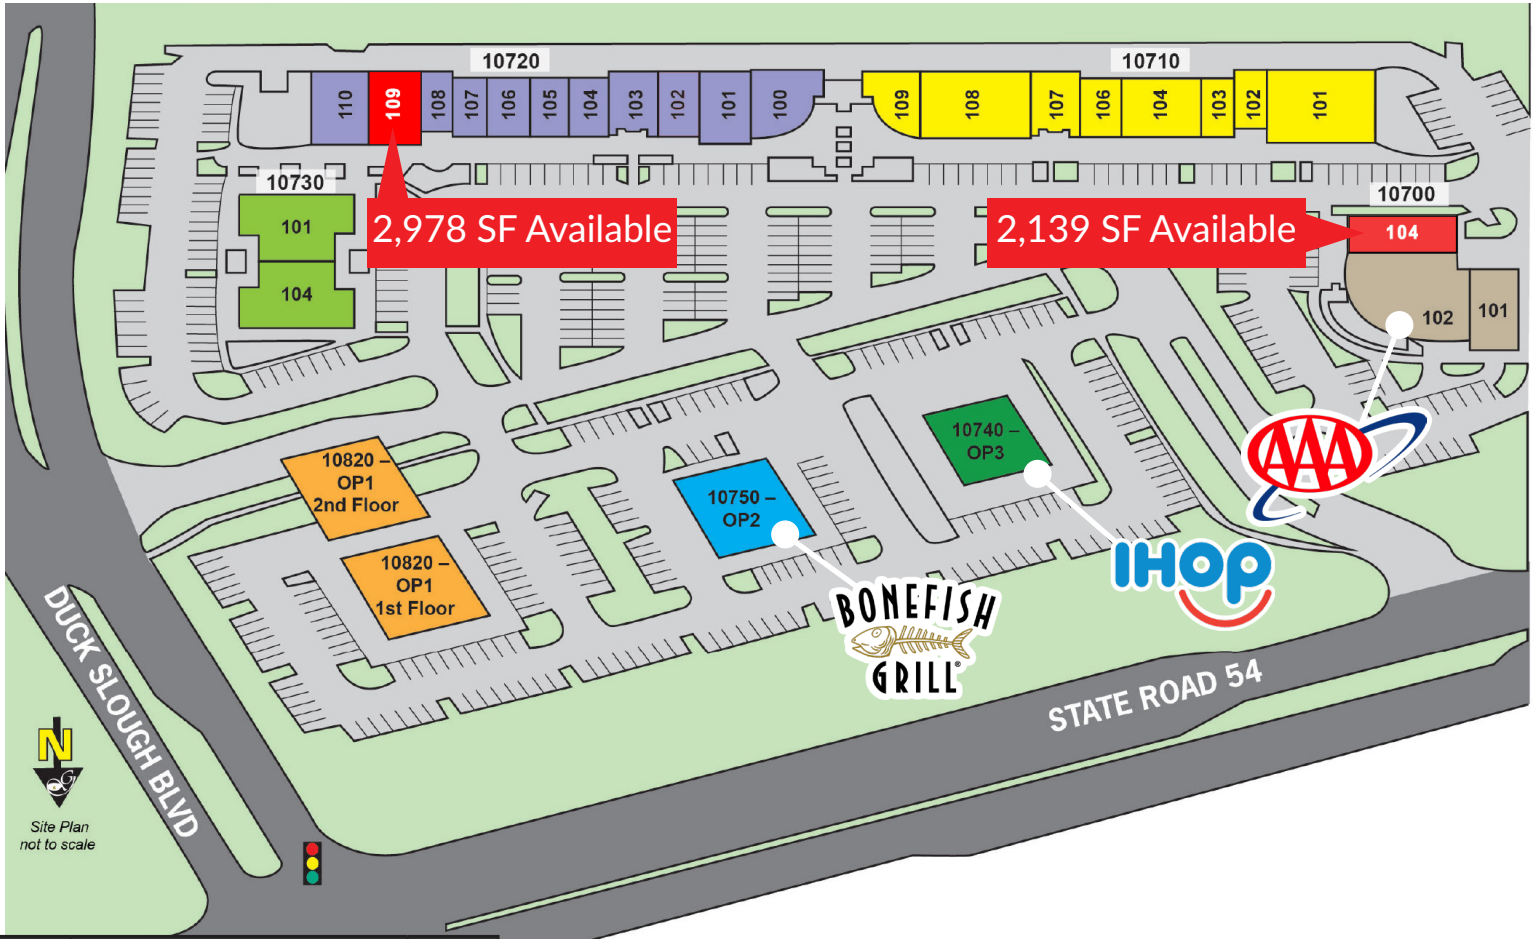 10720
10710
110
109
108
107
106
105
104
103
102
101
100
109
108
107
106
104
103
102
101
10730
101
104
2,978 SF Available
2,139 SF Available
10700
104
102
101
AAA
10740 –
OP3
10820 –
OP1
2nd Floor
10750 –
OP2
10820 –
OP1
1st Floor
IHOP
BONEFISH
GRILL®
DUCK SLOUGH BLVD
STATE ROAD 54
N
Site Plan
not to scale